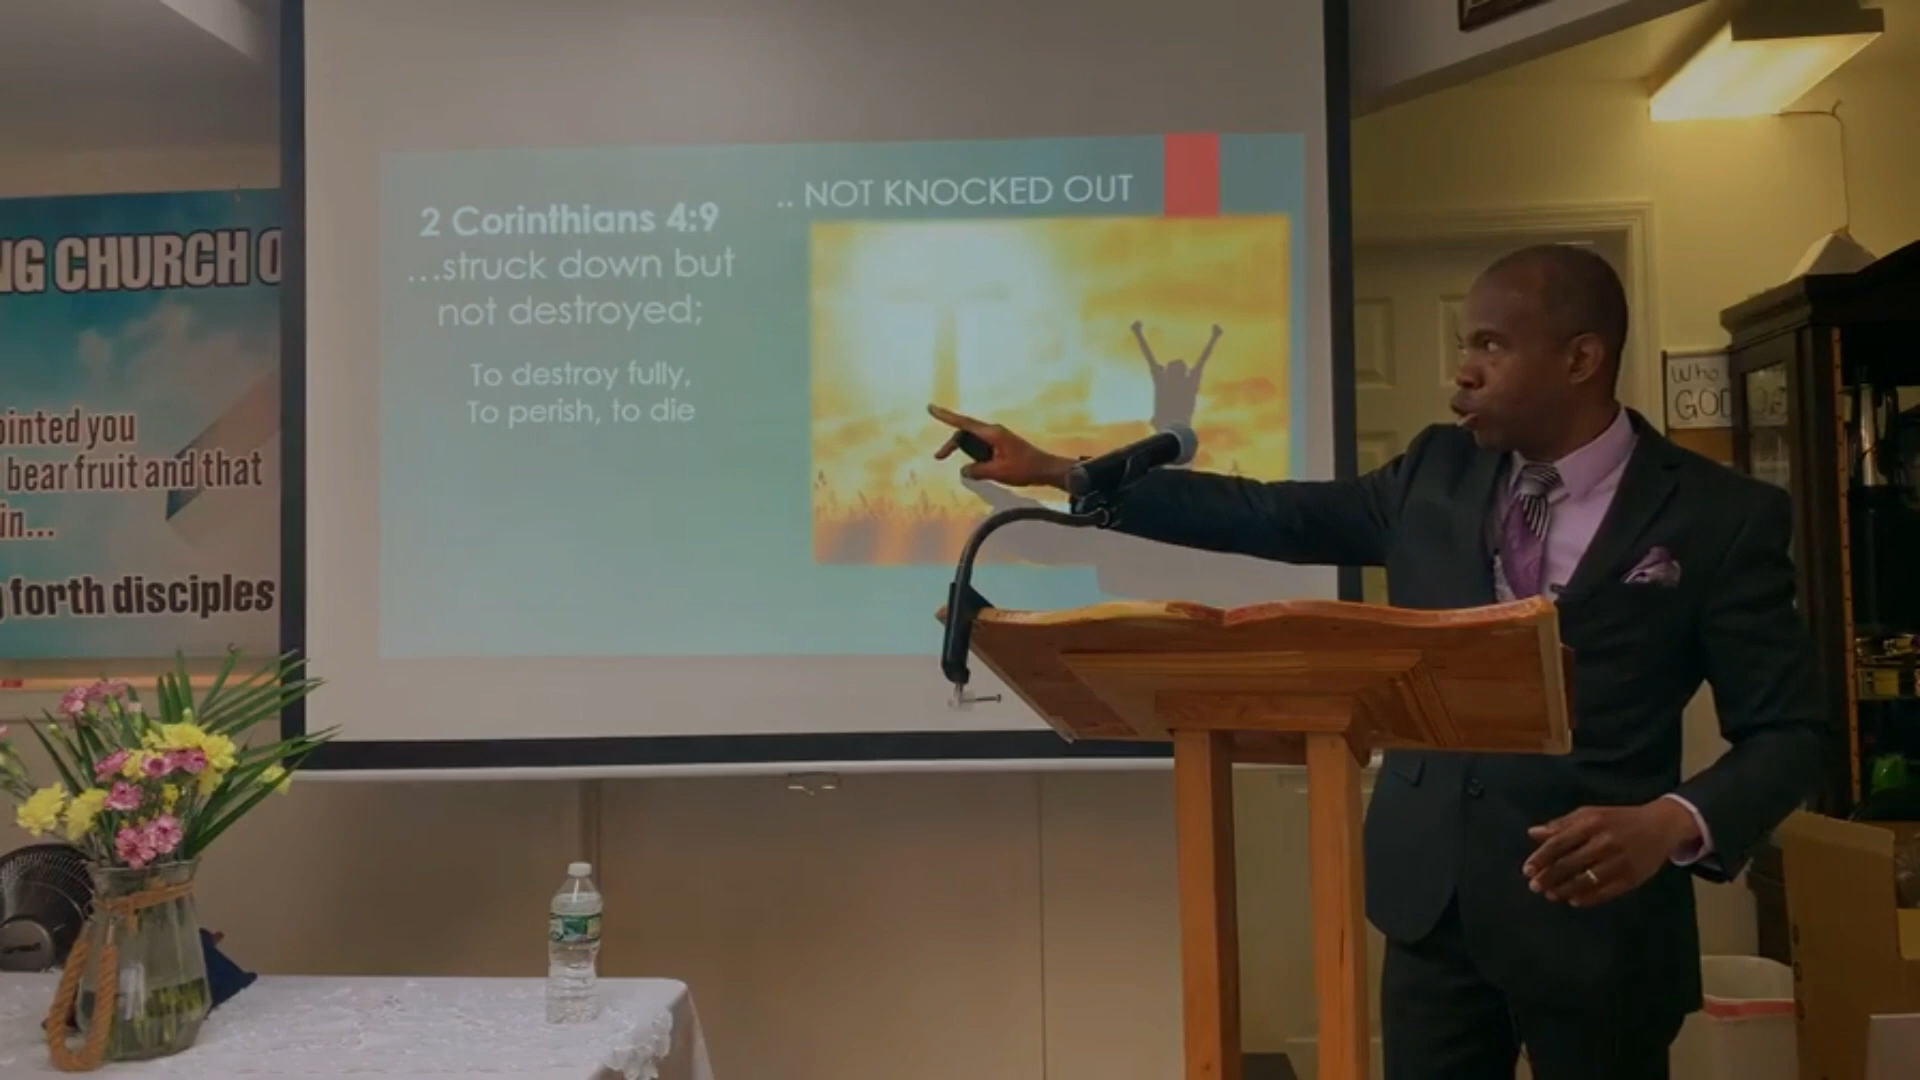 NG CHURCH O
ointed you
bear fruit and that
in...
forth disciples
2 Corinthians 4:9
...struck down but
not destroyed;
To destroy fully,
To perish, to die
.. NOT KNOCKED OUT
Who
GOD